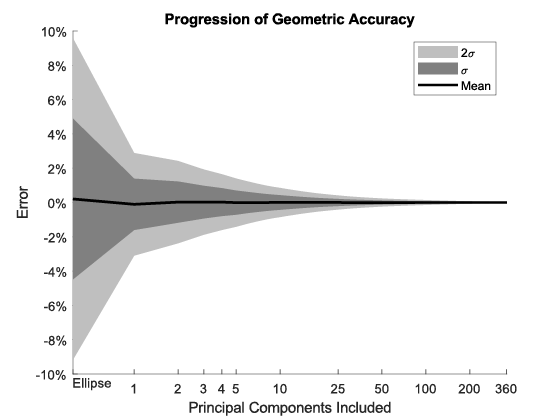 Progression of Geometric Accuracy
10%
8%
6%
4%
2%
0%
-2%
-4%
-6%
-8%
-10%
Error
2σ
σ
Mean
Ellipse 1 2 3 4 5 10 25 50 100 200 360
Principal Components Included